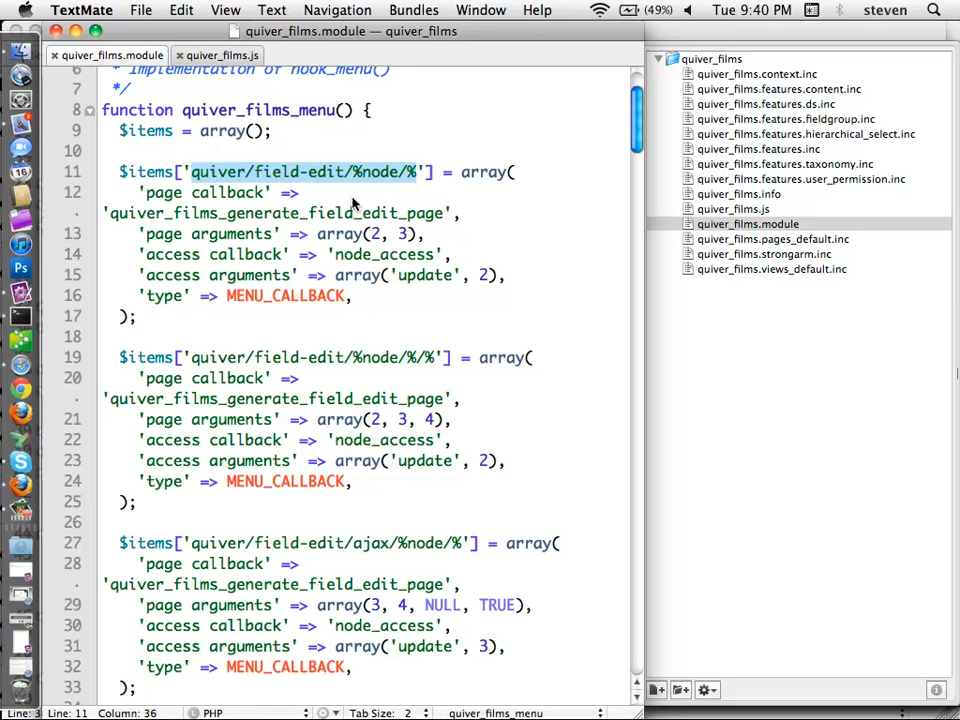 TextMate File Edit View Text Navigation Bundles Window Help (49%) Tue 9:40 PM steven
quiver_films.module — quiver_films
quiver_films.module quiver_films.js
6 * Implementation of hook_menu()
7 */
8 function quiver_films_menu() {
9 $items = array();
10
11 $items['quiver/field-edit/%node/%'] = array(
12 'page callback' =>
'quiver_films_generate_field_edit_page',
13 'page arguments' => array(2, 3),
14 'access callback' => 'node_access',
15 'access arguments' => array('update', 2),
16 'type' => MENU_CALLBACK,
17 );
18
19 $items['quiver/field-edit/%node/%/%'] = array(
20 'page callback' =>
'quiver_films_generate_field_edit_page',
21 'page arguments' => array(2, 3, 4),
22 'access callback' => 'node_access',
23 'access arguments' => array('update', 2),
24 'type' => MENU_CALLBACK,
25 );
26
27 $items['quiver/field-edit/ajax/%node/%'] = array(
28 'page callback' =>
'quiver_films_generate_field_edit_page',
29 'page arguments' => array(3, 4, NULL, TRUE),
30 'access callback' => 'node_access',
31 'access arguments' => array('update', 3),
32 'type' => MENU_CALLBACK,
33 );
Line: 11 Column: 36 PHP Tab Size: 2 quiver_films_menu
quiver_films
quiver_films.context.inc
quiver_films.features.content.inc
quiver_films.features.ds.inc
quiver_films.features.fieldgroup.inc
quiver_films.features.hierarchical_select.inc
quiver_films.features.inc
quiver_films.features.taxonomy.inc
quiver_films.features.user_permission.inc
quiver_films.info
quiver_films.js
quiver_films.module
quiver_films.pages_default.inc
quiver_films.strongarm.inc
quiver_films.views_default.inc
16
Ps